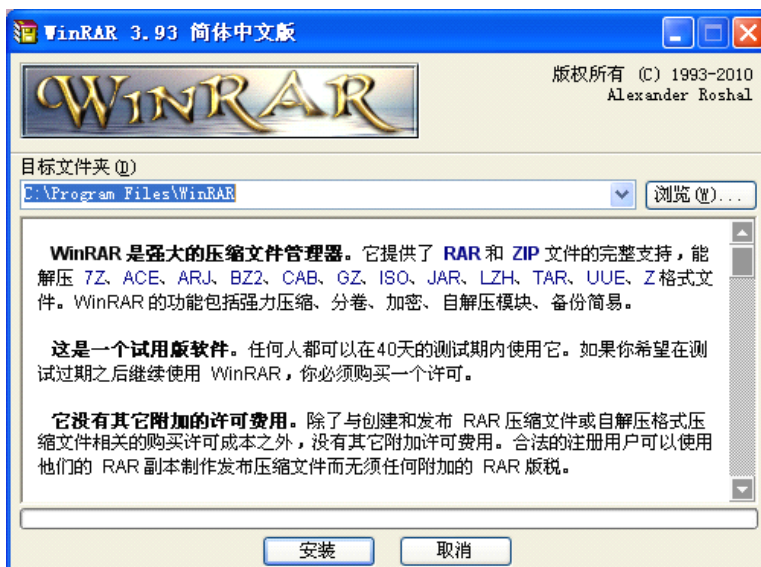 WinRAR 3.93 简体中文版
WINRAR
版权所有 (C) 1993-2010
Alexander Roshal
目标文件夹(D)
C:\Program Files\WinRAR
浏览(W)...
WinRAR 是强大的压缩文件管理器。它提供了 RAR 和 ZIP 文件的完整支持，能
解压 7Z、ACE、ARJ、BZ2、CAB、GZ、ISO、JAR、LZH、TAR、UUE、Z 格式文
件。WinRAR 的功能包括强力压缩、分卷、加密、自解压模块、备份简易。
这是一个试用版软件。任何人都可以在40天的测试期内使用它。如果你希望在测
试过期之后继续使用 WinRAR，你必须购买一个许可。
它没有其它附加的许可费用。除了与创建和发布 RAR 压缩文件或自解压格式压
缩文件相关的购买许可成本之外，没有其它附加许可费用。合法的注册用户可以使用
他们的 RAR 副本制作发布压缩文件而无须任何附加的 RAR 版税。
安装
取消